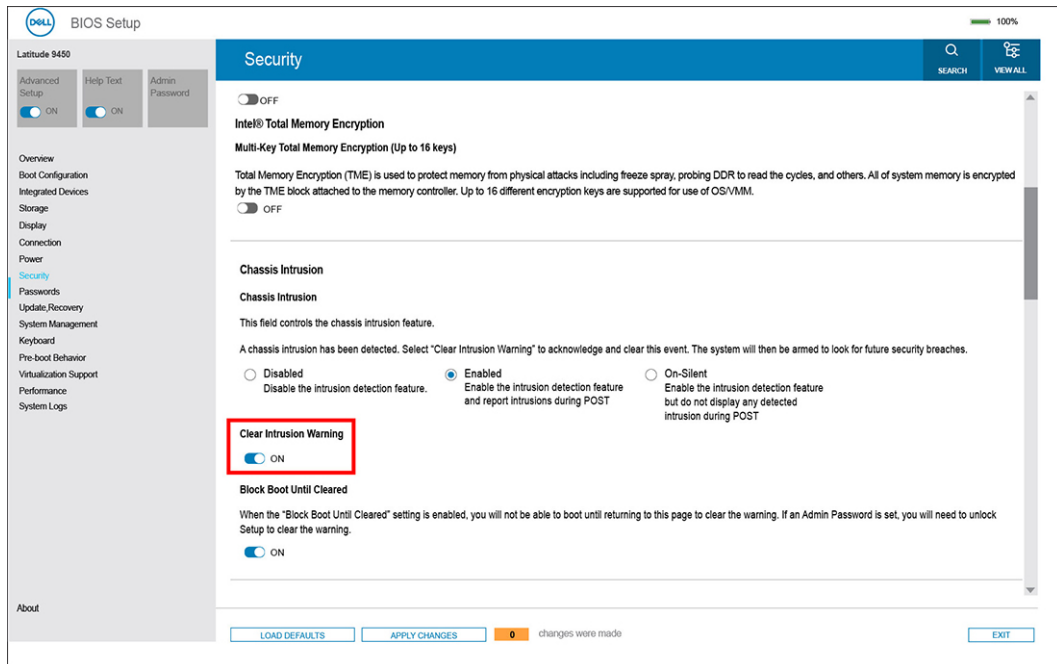 DELL
BIOS Setup
100%
Latitude 9450
Advanced Setup
ON
Help Text
ON
Admin Password
Overview
Boot Configuration
Integrated Devices
Storage
Display
Connection
Power
Security
Passwords
Update,Recovery
System Management
Keyboard
Pre-boot Behavior
Virtualization Support
Performance
System Logs
About
Security
SEARCH
VIEW ALL
OFF
Intel® Total Memory Encryption
Multi-Key Total Memory Encryption (Up to 16 keys)
Total Memory Encryption (TME) is used to protect memory from physical attacks including freeze spray, probing DDR to read the cycles, and others. All of system memory is encrypted
by the TME block attached to the memory controller. Up to 16 different encryption keys are supported for use of OS/VMM.
OFF
Chassis Intrusion
Chassis Intrusion
This field controls the chassis intrusion feature.
A chassis intrusion has been detected. Select "Clear Intrusion Warning" to acknowledge and clear this event. The system will then be armed to look for future security breaches.
Disabled
Disable the intrusion detection feature.
Enabled
Enable the intrusion detection feature
and report intrusions during POST
On-Silent
Enable the intrusion detection feature
but do not display any detected
intrusion during POST
Clear Intrusion Warning
ON
Block Boot Until Cleared
When the "Block Boot Until Cleared" setting is enabled, you will not be able to boot until returning to this page to clear the warning. If an Admin Password is set, you will need to unlock
Setup to clear the warning.
ON
LOAD DEFAULTS
APPLY CHANGES
0
changes were made
EXIT